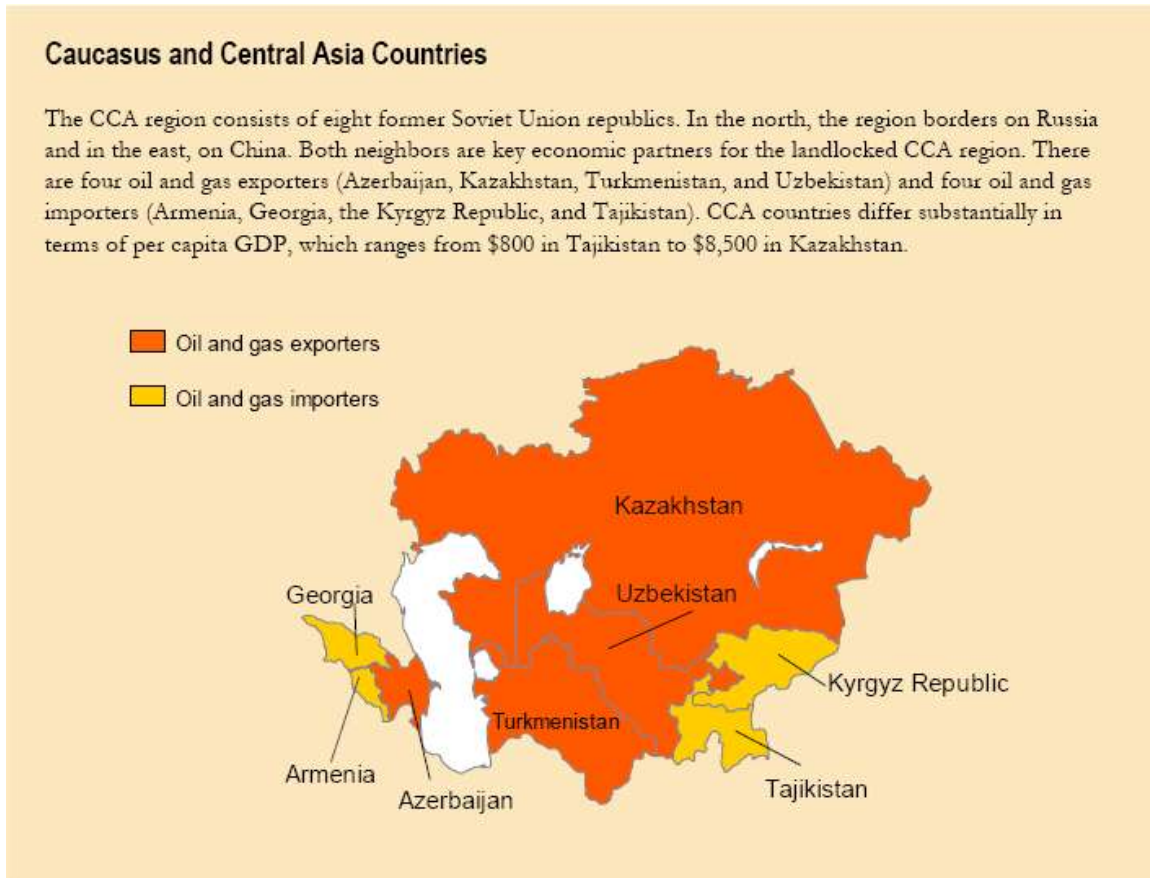 Caucasus and Central Asia Countries
The CCA region consists of eight former Soviet Union republics. In the north, the region borders on Russia
and in the east, on China. Both neighbors are key economic partners for the landlocked CCA region. There
are four oil and gas exporters (Azerbaijan, Kazakhstan, Turkmenistan, and Uzbekistan) and four oil and gas
importers (Armenia, Georgia, the Kyrgyz Republic, and Tajikistan). CCA countries differ substantially in
terms of per capita GDP, which ranges from $800 in Tajikistan to $8,500 in Kazakhstan.
Oil and gas exporters
Oil and gas importers
Kazakhstan
Georgia
Uzbekistan
Kyrgyz Republic
Turkmenistan
Armenia
Azerbaijan
Tajikistan